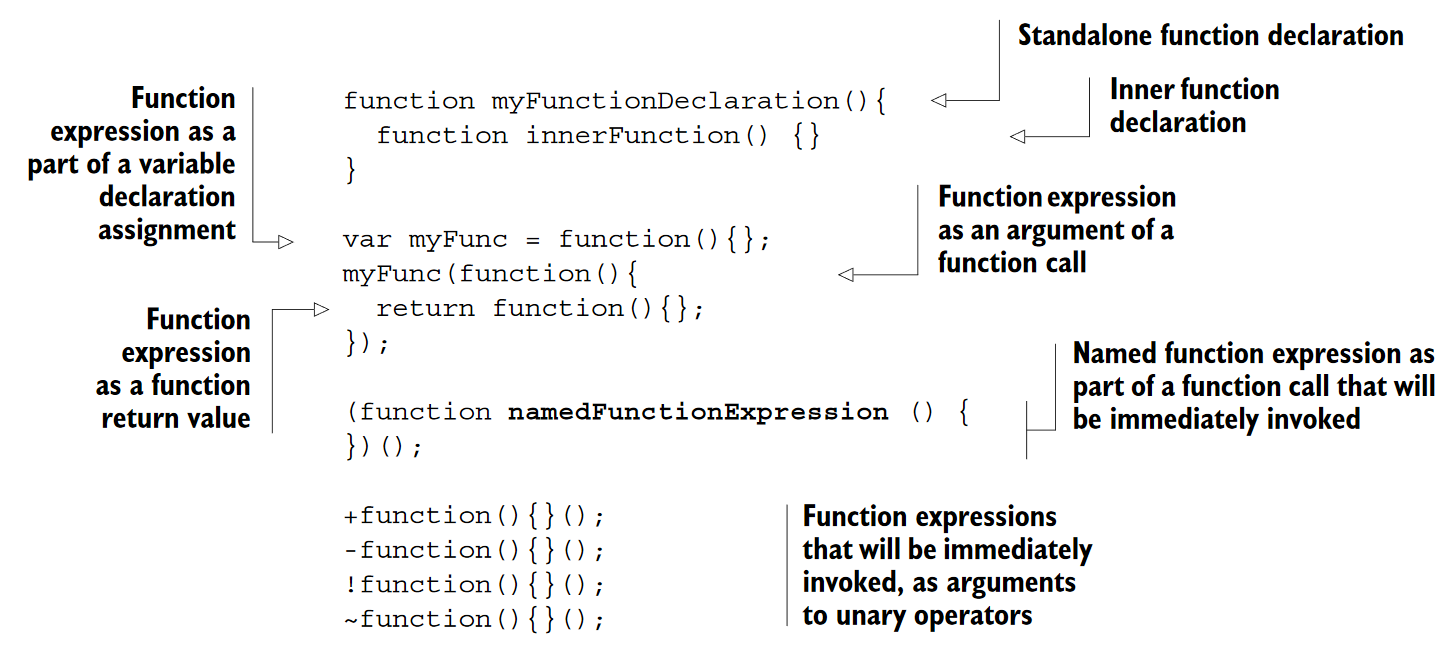 Standalone function declaration
Function
expression as a
part of a variable
declaration
assignment
function myFunctionDeclaration(){
  function innerFunction() {}
}
Inner function
declaration
var myFunc = function(){};
myFunc(function(){
  return function(){};
});
Function expression
as an argument of a
function call
Function
expression
as a function
return value
(function namedFunctionExpression () {
})();
Named function expression as
part of a function call that will
be immediately invoked
+function(){}();
-function(){}();
!function(){}();
~function(){}();
Function expressions
that will be immediately
invoked, as arguments
to unary operators